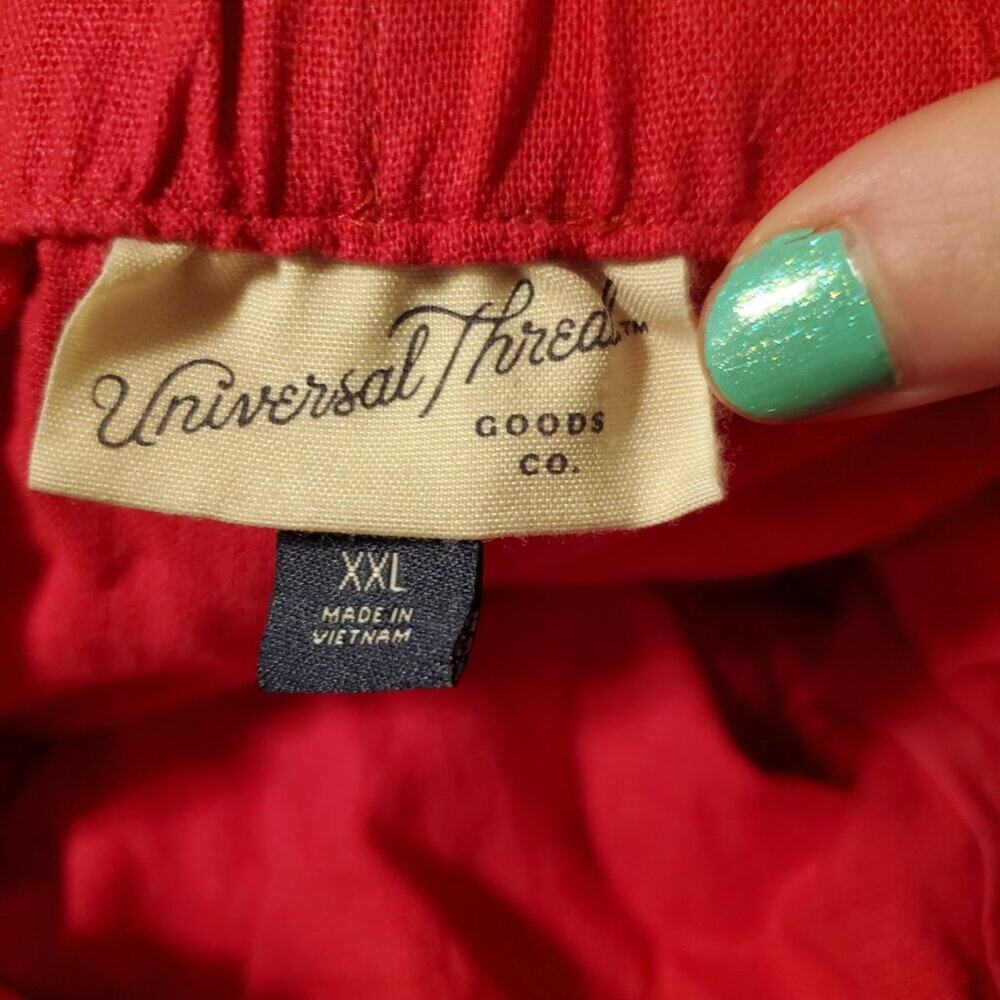 Universal Thread™
GOODS
CO.
XXL
MADE IN
VIETNAM